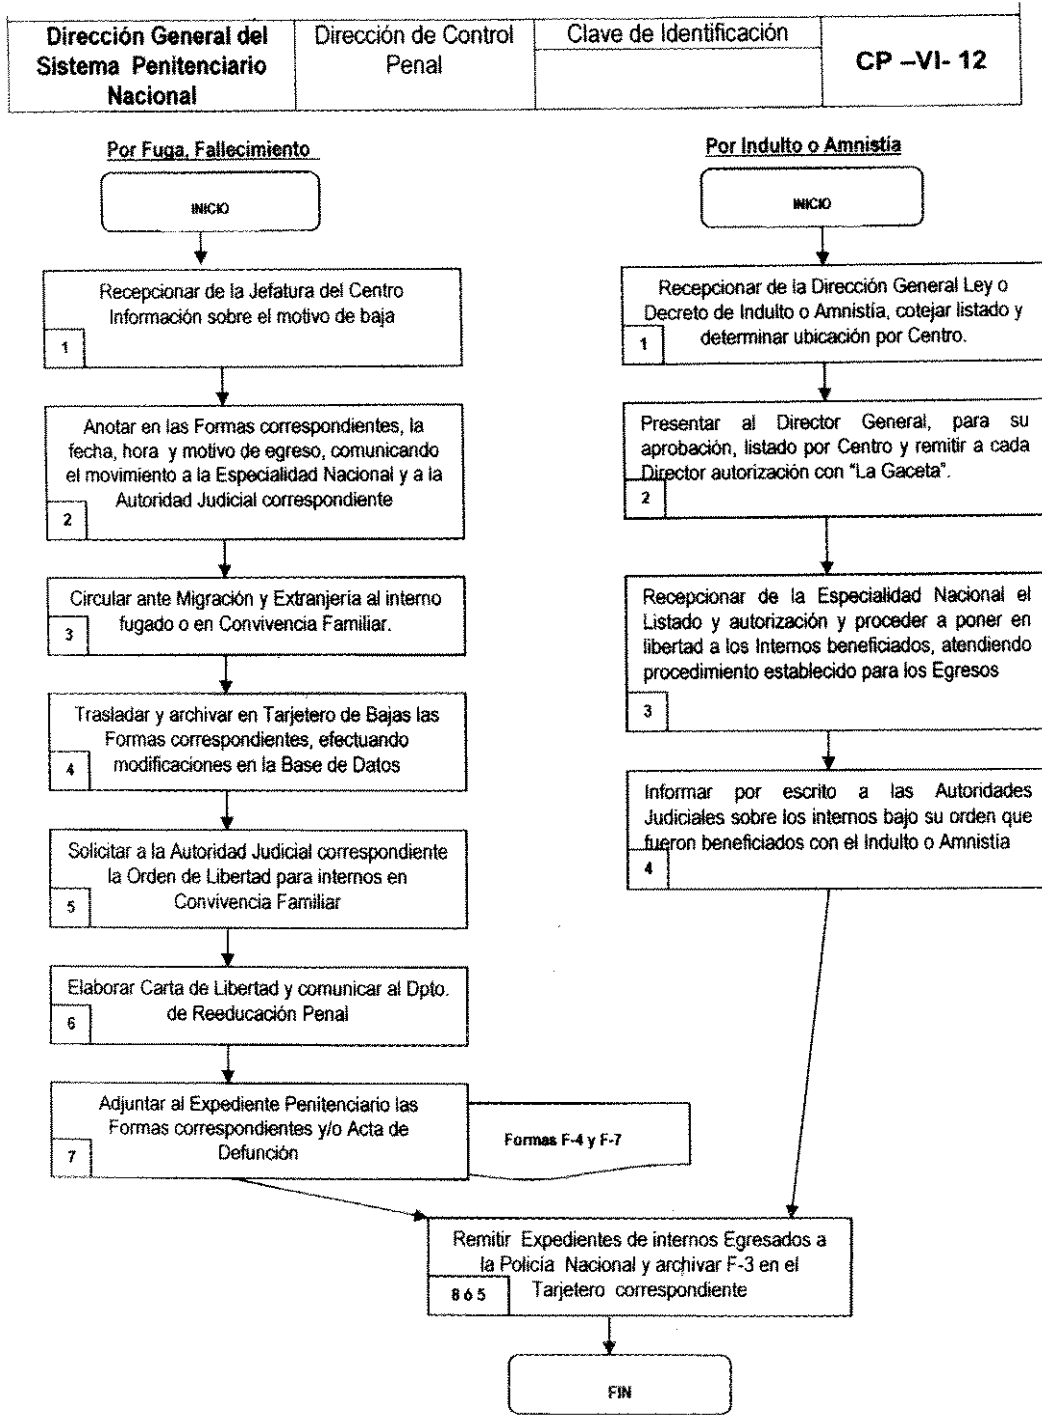 Dirección General del
Sistema Penitenciario
Nacional
Dirección de Control
Penal
Clave de Identificación
CP –VI- 12
Por Fuga, Fallecimiento
INICIO
Recepcionar de la Jefatura del Centro
Información sobre el motivo de baja
1
Anotar en las Formas correspondientes, la
fecha, hora y motivo de egreso, comunicando
el movimiento a la Especialidad Nacional y a la
Autoridad Judicial correspondiente
2
Circular ante Migración y Extranjería al interno
fugado o en Convivencia Familiar.
3
Trasladar y archivar en Tarjetero de Bajas las
Formas correspondientes, efectuando
modificaciones en la Base de Datos
4
Solicitar a la Autoridad Judicial correspondiente
la Orden de Libertad para internos en
Convivencia Familiar
5
Elaborar Carta de Libertad y comunicar al Dpto.
de Reeducación Penal
6
Adjuntar al Expediente Penitenciario las
Formas correspondientes y/o Acta de
Defunción
7
Formas F-4 y F-7
Por Indulto o Amnistía
INICIO
Recepcionar de la Dirección General Ley o
Decreto de Indulto o Amnistía, cotejar listado y
determinar ubicación por Centro.
1
Presentar al Director General, para su
aprobación, listado por Centro y remitir a cada
Director autorización con "La Gaceta".
2
Recepcionar de la Especialidad Nacional el
Listado y autorización y proceder a poner en
libertad a los Internos beneficiados, atendiendo
procedimiento establecido para los Egresos
3
Informar por escrito a las Autoridades
Judiciales sobre los internos bajo su orden que
fueron beneficiados con el Indulto o Amnistía
4
Remitir Expedientes de internos Egresados a
la Policía Nacional y archivar F-3 en el
Tarjetero correspondiente
8 ó 5
FIN